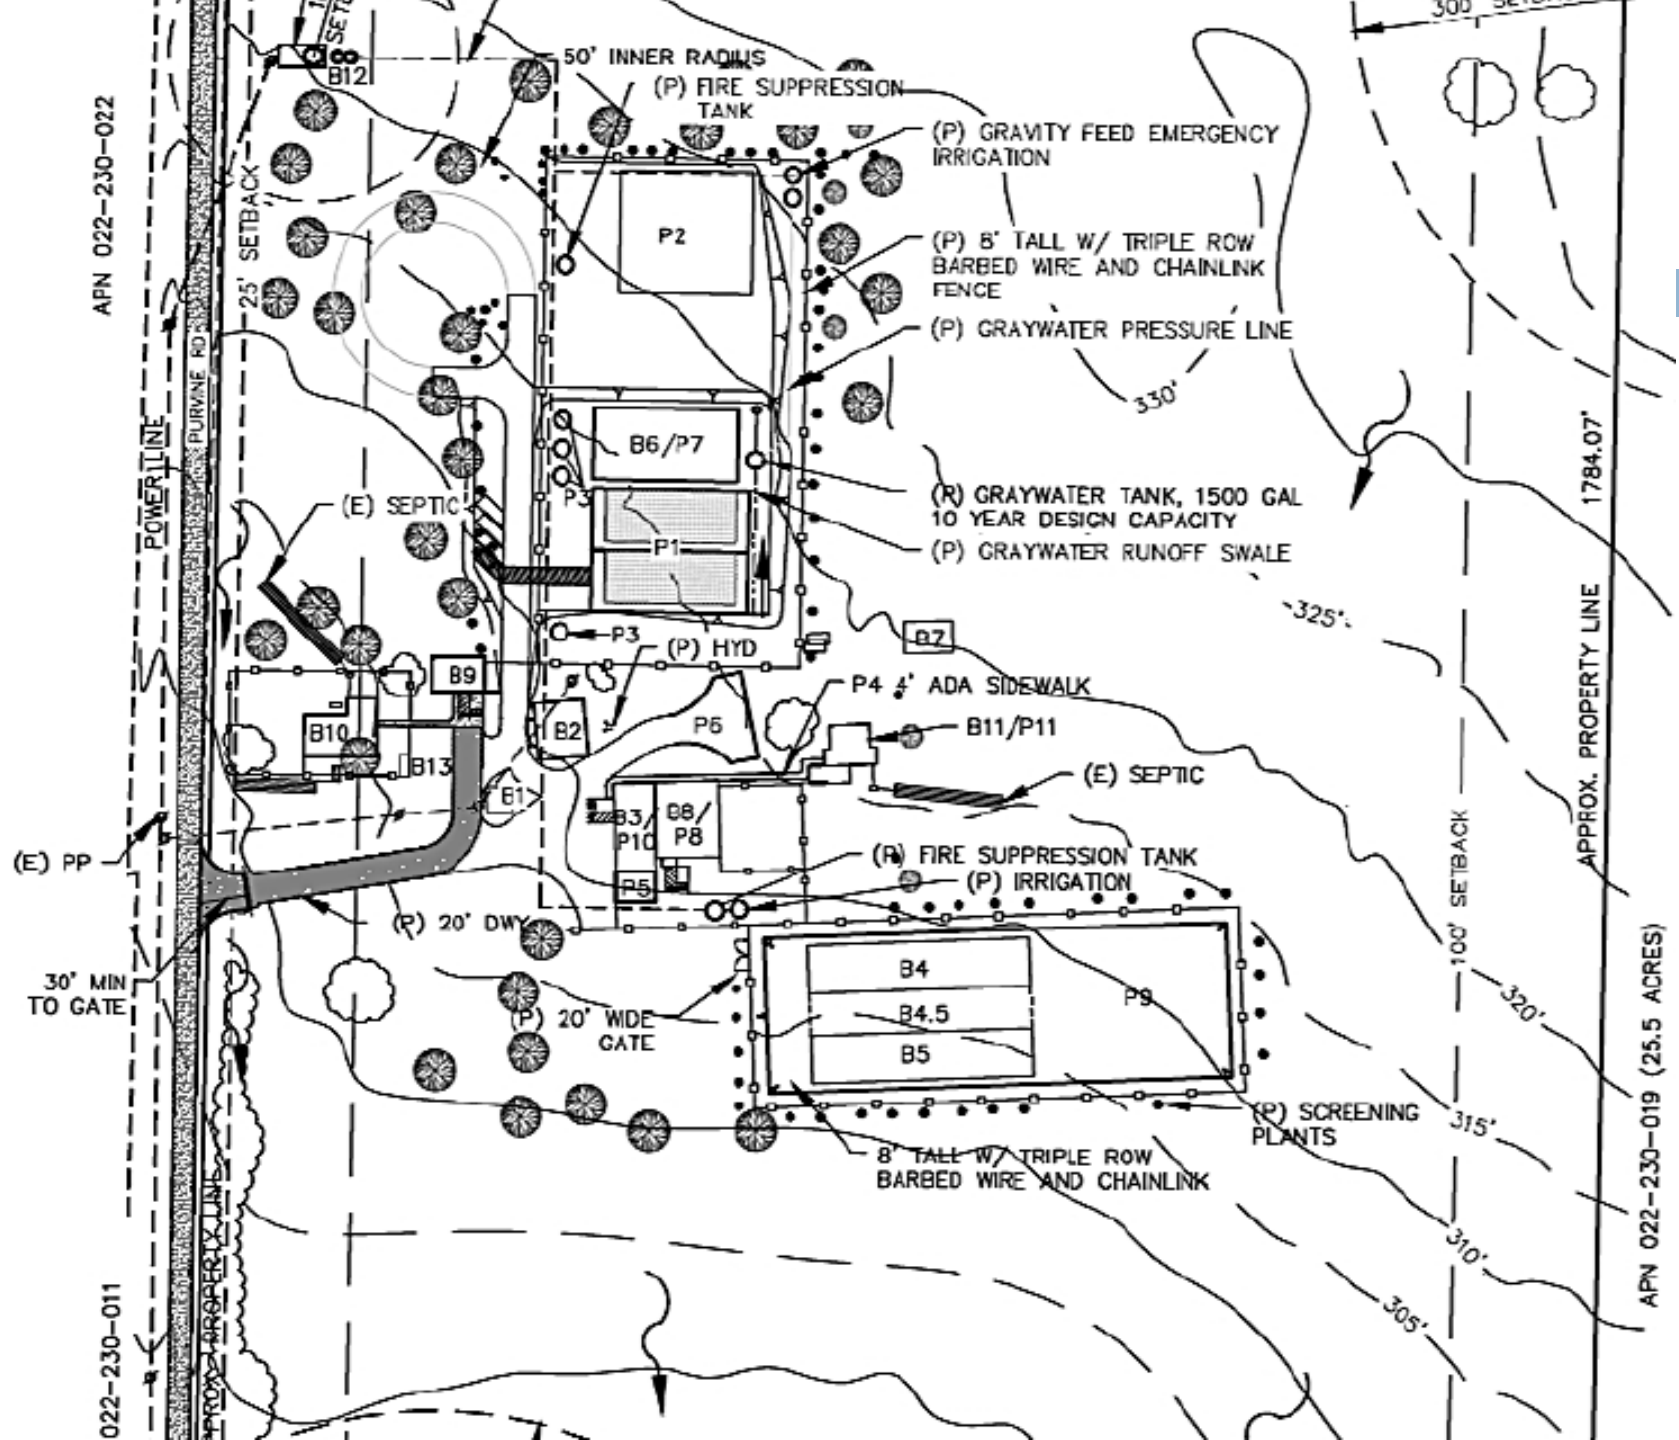 300' 
SETB
B12
50' INNER RADIUS
(P) FIRE SUPPRESSION
TANK
(P) GRAVITY FEED EMERGENCY
IRRIGATION
APN 022-230-022
25' SETBACK
P2
(P) 8' TALL W/ TRIPLE ROW
BARBED WIRE AND CHAINLINK
FENCE
(P) GRAYWATER PRESSURE LINE
PURVINE RD
330'
POWERLINE
B6/P7
1784.07"
P3
(E) SEPTIC
(P) GRAYWATER TANK, 1500 GAL
10 YEAR DESIGN CAPACITY
P1
(P) GRAYWATER RUNOFF SWALE
325'
P3
(P) HYD
B7
B9
P4 4' ADA SIDEWALK
B10
B2
P6
B11/P11
B13
(E) SEPTIC
B1
B3/
P10
B8/
P8
APPROX. PROPERTY LINE
100' SETBACK
(E) PP
(P) FIRE SUPPRESSION TANK
P5
(P) IRRIGATION
(P) 20' DWY
30' MIN
TO GATE
B4
P9
B4.5
B5
(P) 20' WIDE
GATE
320'
APN 022-230-019 (25.5 ACRES)
(P) SCREENING
PLANTS
315'
8' TALL W/ TRIPLE ROW
BARBED WIRE AND CHAINLINK
310'
305'
PROPERTY LINE
022-230-011